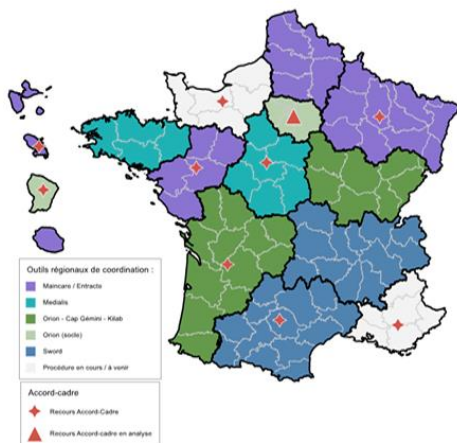 Outils régionaux de coordination :
Maincare / Entracte
Medialis
Orion - Cap Gémini - Kilab
Orion (socle)
Sword
Procédure en cours / à venir
Accord-cadre
Recours Accord-Cadre
Recours Accord-cadre en analyse